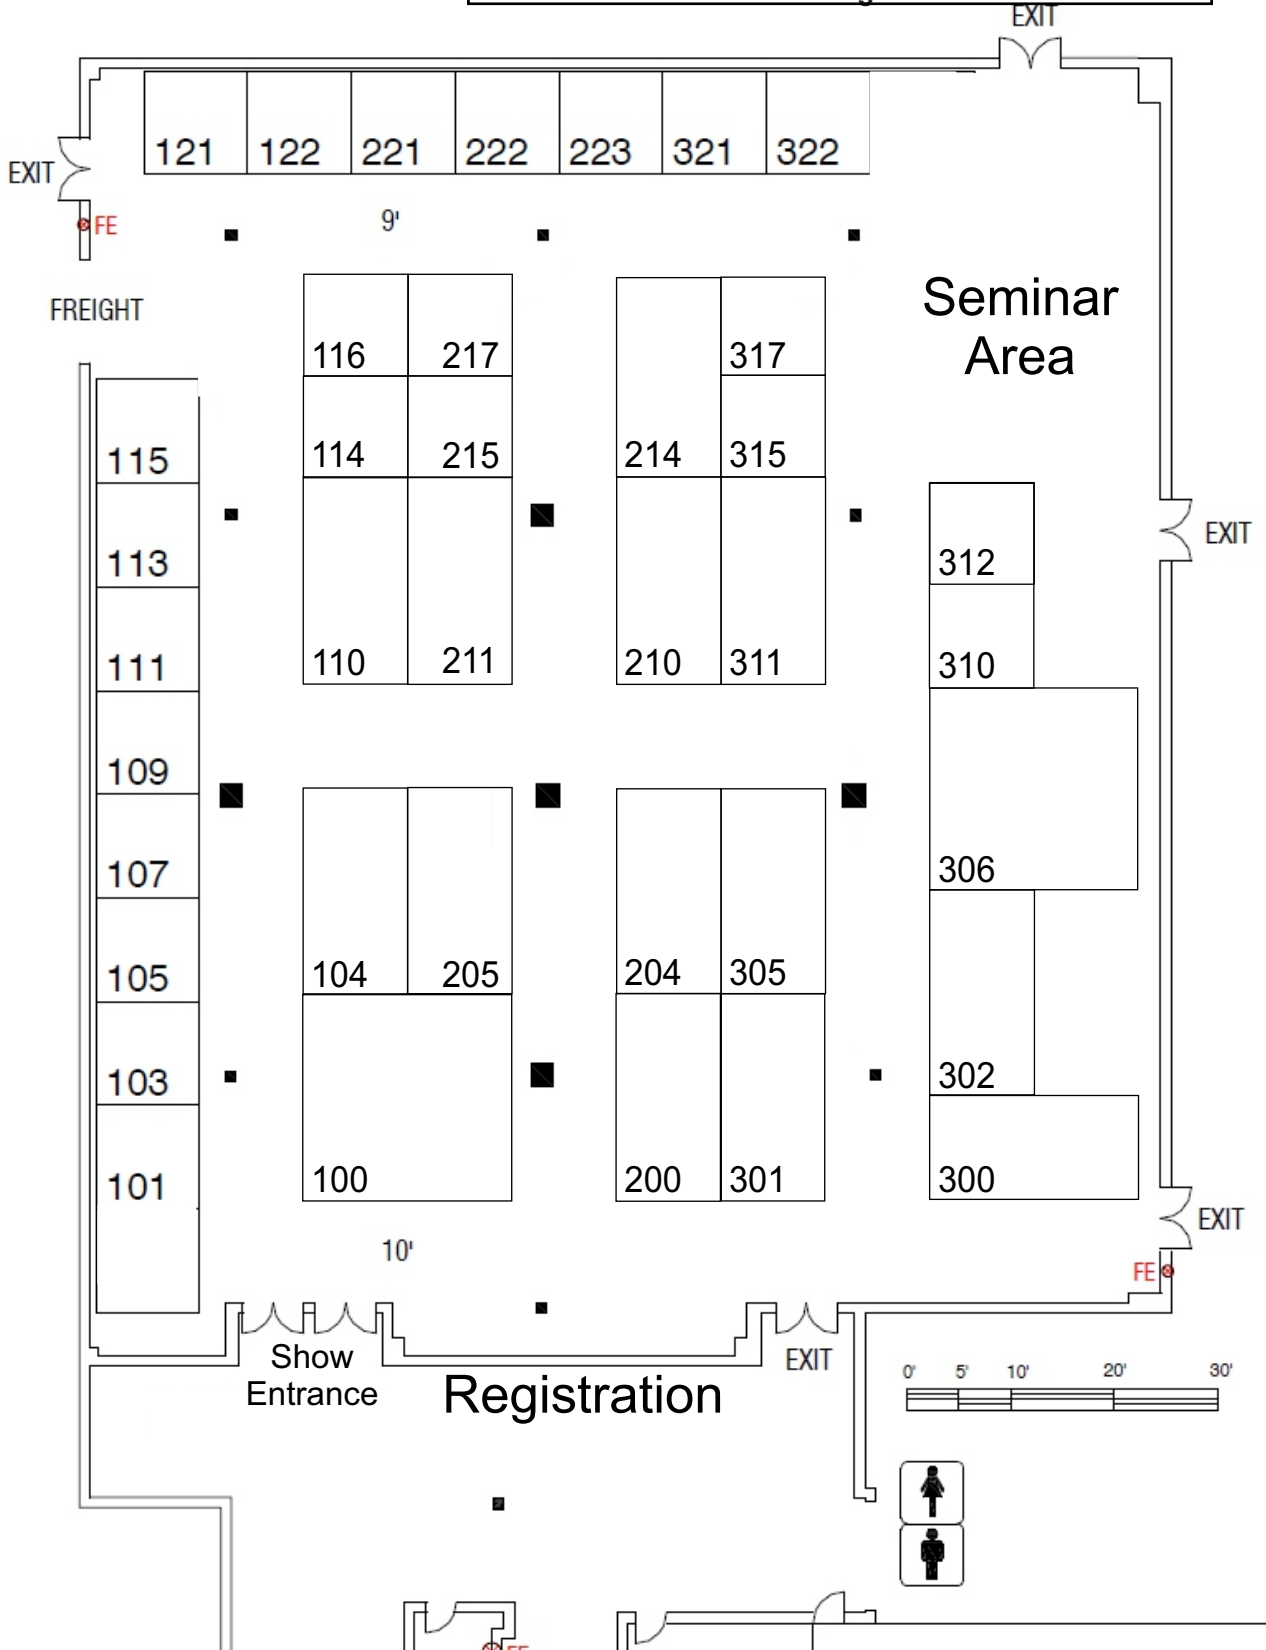 EXIT
121 122 221 222 223 321 322
EXIT
FE
9'
FREIGHT
Seminar
Area
116 217 317
115 114 215 214 315
EXIT
113 312
111 110 211 210 311 310
109
107 306
105 104 205 204 305
103 302
101 100 200 301 300
EXIT
10'
FE
Show
Entrance
EXIT
Registration
0' 5' 10' 20' 30'